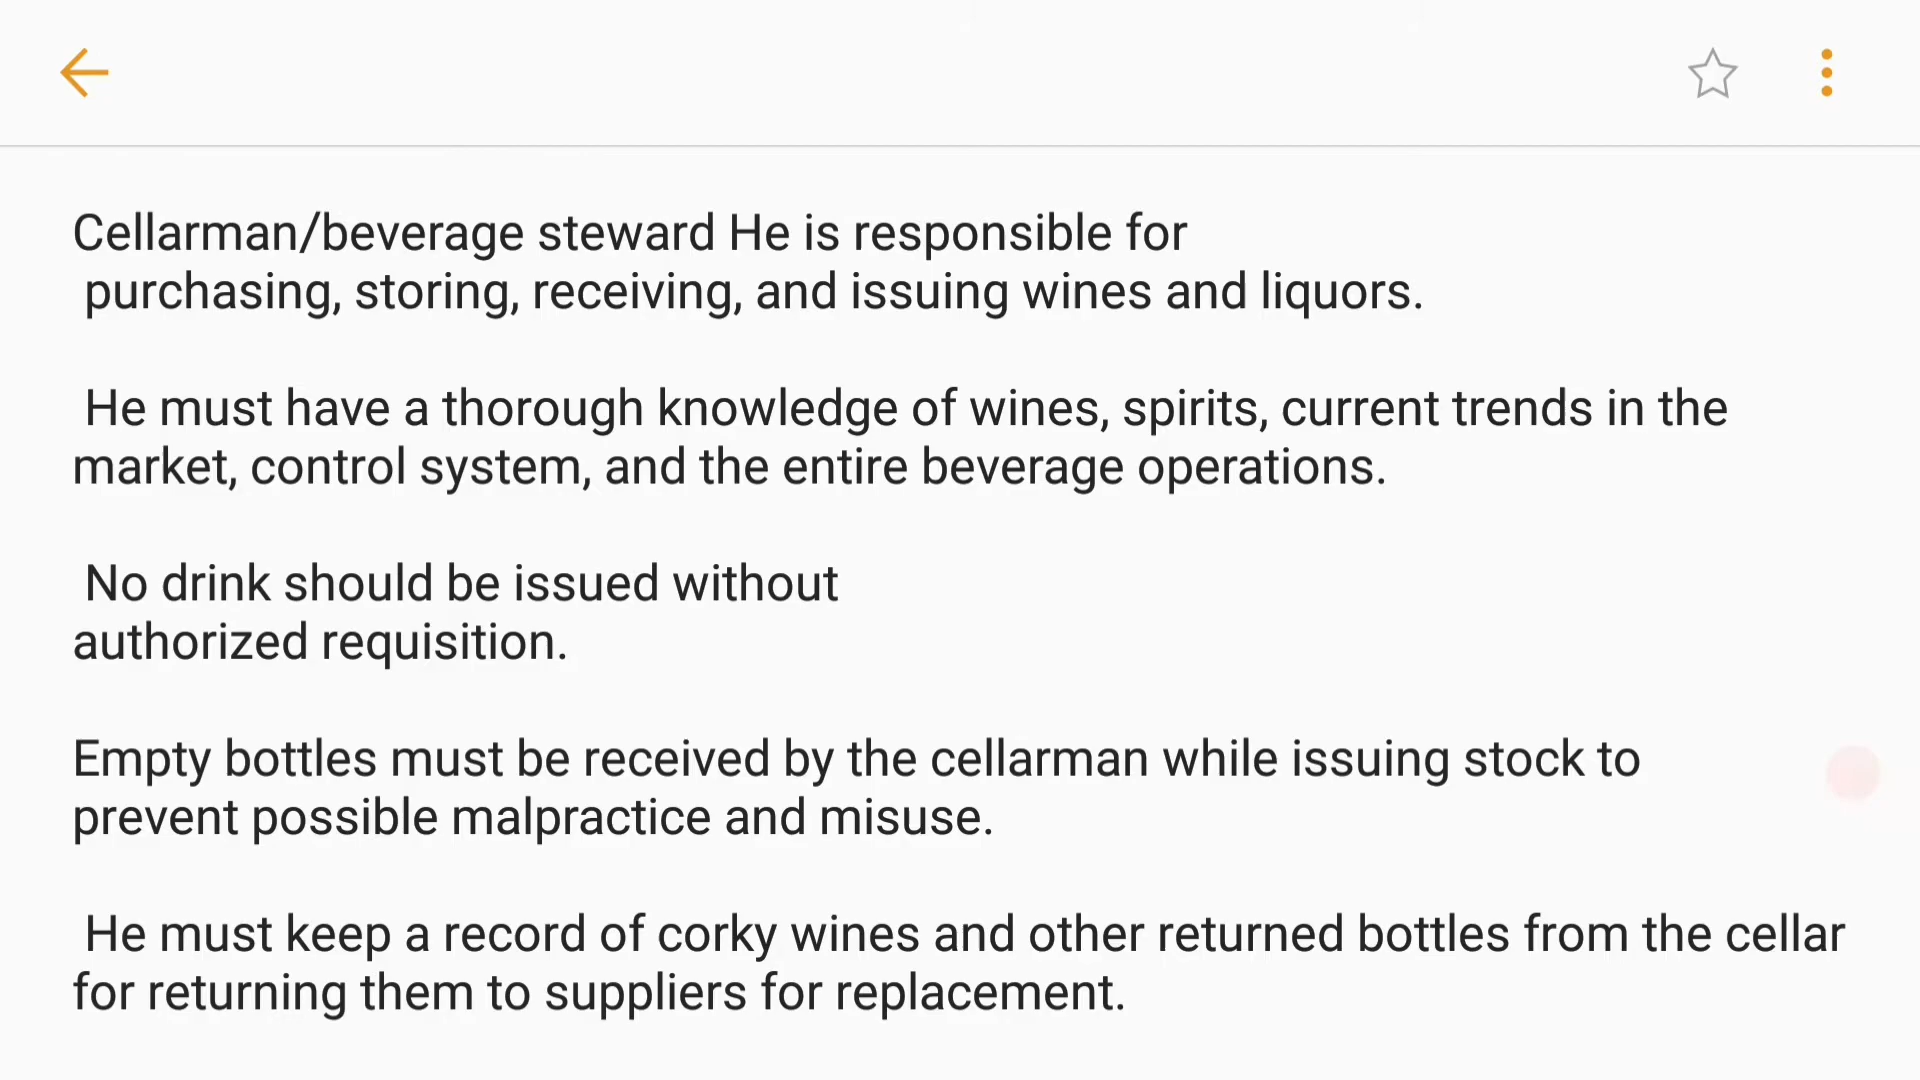 Cellarman/beverage steward He is responsible for
purchasing, storing, receiving, and issuing wines and liquors.
He must have a thorough knowledge of wines, spirits, current trends in the
market, control system, and the entire beverage operations.
No drink should be issued without
authorized requisition.
Empty bottles must be received by the cellarman while issuing stock to
prevent possible malpractice and misuse.
He must keep a record of corky wines and other returned bottles from the cellar
for returning them to suppliers for replacement.